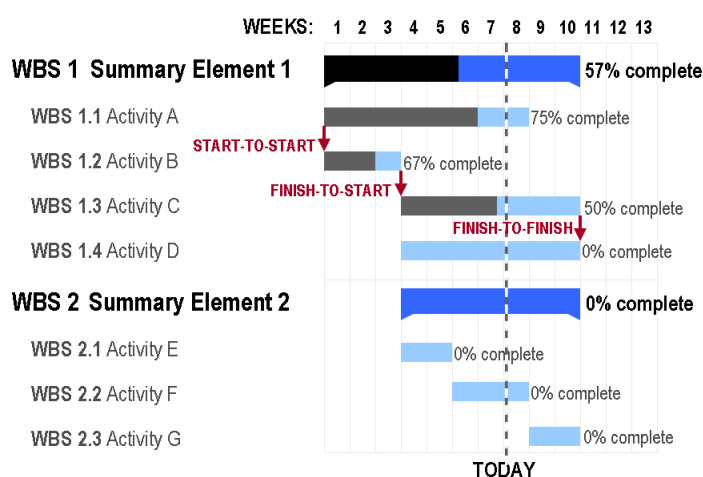 WEEKS: 1 2 3 4 5 6 7 8 9 10 11 12 13
WBS 1 Summary Element 1 57% complete
WBS 1.1 Activity A 75% complete
START-TO-START
WBS 1.2 Activity B 67% complete
FINISH-TO-START
WBS 1.3 Activity C 50% complete
FINISH-TO-FINISH
WBS 1.4 Activity D 0% complete
WBS 2 Summary Element 2 0% complete
WBS 2.1 Activity E 0% complete
WBS 2.2 Activity F 0% complete
WBS 2.3 Activity G 0% complete
TODAY